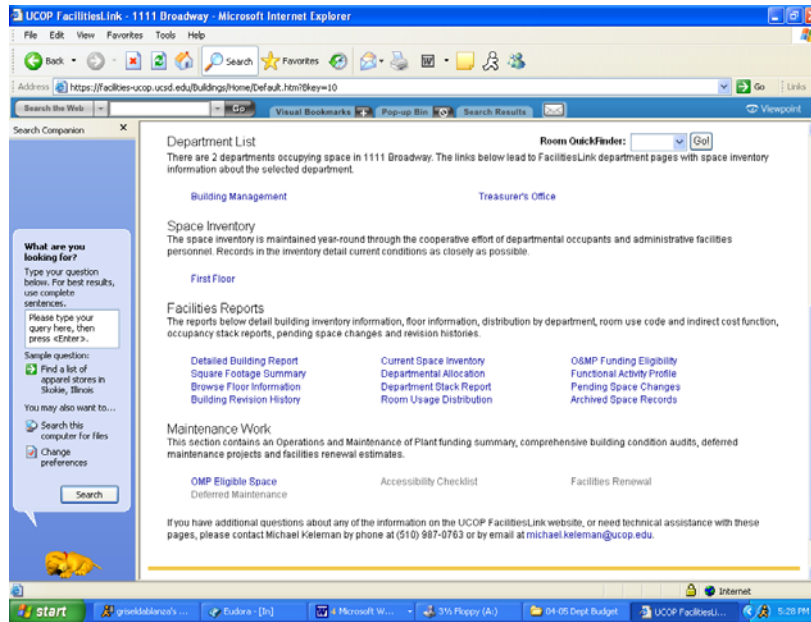 UCOP FacilitiesLink - 1111 Broadway - Microsoft Internet Explorer
File Edit View Favorites Tools Help
Back Search Favorites
Address https://facilities-ucop.ucsd.edu/Buildings/Home/Default.htm?Bkey=10 Go Links
Search the Web Go Visual Bookmarks Pop-up Bin Search Results Viewpoint
Search Companion X
What are you
looking for?
Type your question
below. For best results,
use complete
sentences.
Please type your
query here, then
press <Enter>.
Sample question:
Find a list of
apparel stores in
Skokie, Illinois
You may also want to...
Search this
computer for files
Change
preferences
Search
Department List Room QuickFinder: Go!
There are 2 departments occupying space in 1111 Broadway. The links below lead to FacilitiesLink department pages with space inventory
information about the selected department.
Building Management Treasurer's Office
Space Inventory
The space inventory is maintained year-round through the cooperative effort of departmental occupants and administrative facilities
personnel. Records in the inventory detail current conditions as closely as possible.
First Floor
Facilities Reports
The reports below detail building inventory information, floor information, distribution by department, room use code and indirect cost function,
occupancy stack reports, pending space changes and revision histories.
Detailed Building Report Current Space Inventory O&MP Funding Eligibility
Square Footage Summary Departmental Allocation Functional Activity Profile
Browse Floor Information Department Stack Report Pending Space Changes
Building Revision History Room Usage Distribution Archived Space Records
Maintenance Work
This section contains an Operations and Maintenance of Plant funding summary, comprehensive building condition audits, deferred
maintenance projects and facilities renewal estimates.
OMP Eligible Space Accessibility Checklist Facilities Renewal
Deferred Maintenance
If you have additional questions about any of the information on the UCOP FacilitiesLink website, or need technical assistance with these
pages, please contact Michael Keleman by phone at (510) 987-0763 or by email at michael.keleman@ucop.edu.
Internet
start griseldablanzo's ... Eudora - [In] 4 Microsoft W... 3½ Floppy (A:) 04-05 Dept Budget UCOP FacilitiesLi... 5:28 PM